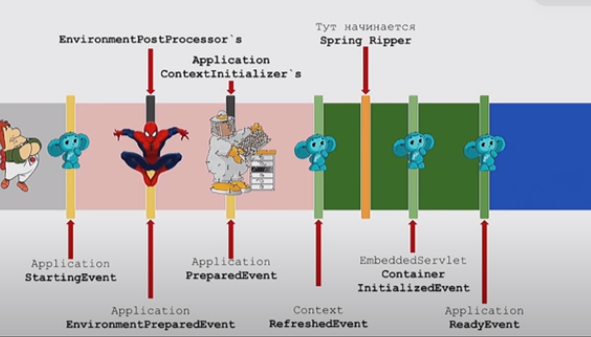 EnvironmentPostProcessor`s
Application
ContextInitializer`s
Тут начинается
Spring Ripper
Application
StartingEvent
Application
EnvironmentPreparedEvent
Application
PreparedEvent
Context
RefreshedEvent
EmbeddedServlet
Container
InitializedEvent
Application
ReadyEvent